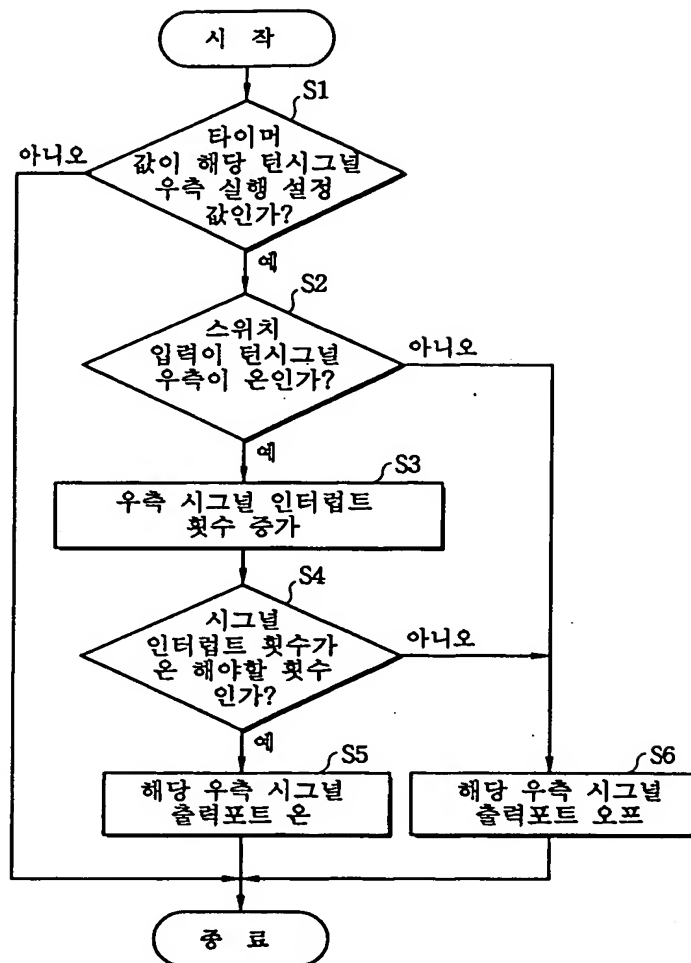 시 작
S1
타이머
값이 해당 턴시그널
우측 실행 설정
값인가?
아니오
예
S2
스위치
입력이 턴시그널
우측이 온인가?
아니오
예
S3
우측 시그널 인터럽트
횟수 증가
S4
시그널
인터럽트 횟수가
온 해야할 횟수
인가?
아니오
예
S5
해당 우측 시그널
출력포트 온
S6
해당 우측 시그널
출력포트 오프
종 료